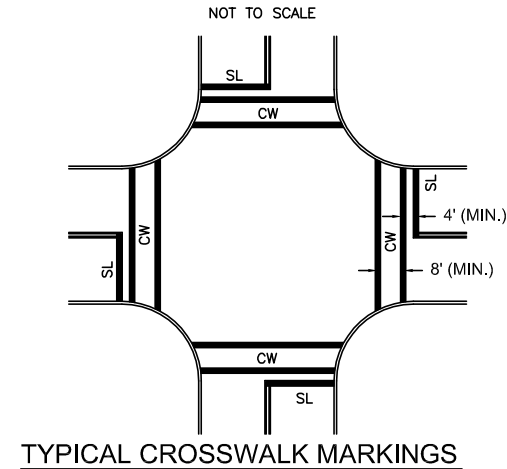 NOT TO SCALE
SL
CW
SL
4' (MIN.)
CW
CW
SL
8' (MIN.)
CW
SL
TYPICAL CROSSWALK MARKINGS